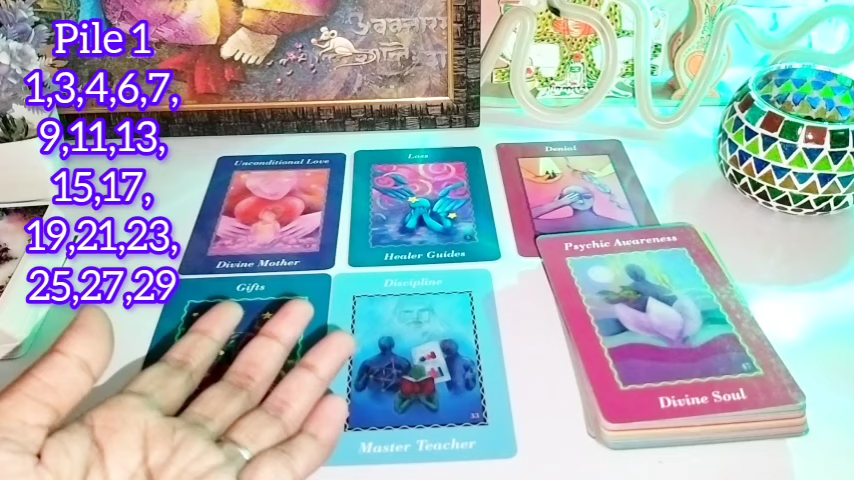 Pile 1
1,3,4,6,7,
9,11,13,
15,17,
19,21,23,
25,27,29
Unconditional Love
Divine Mother
Loss
Healer Guides
Denial
Psychic Awareness
Divine Soul
Gifts
Discipline
33
Master Teacher